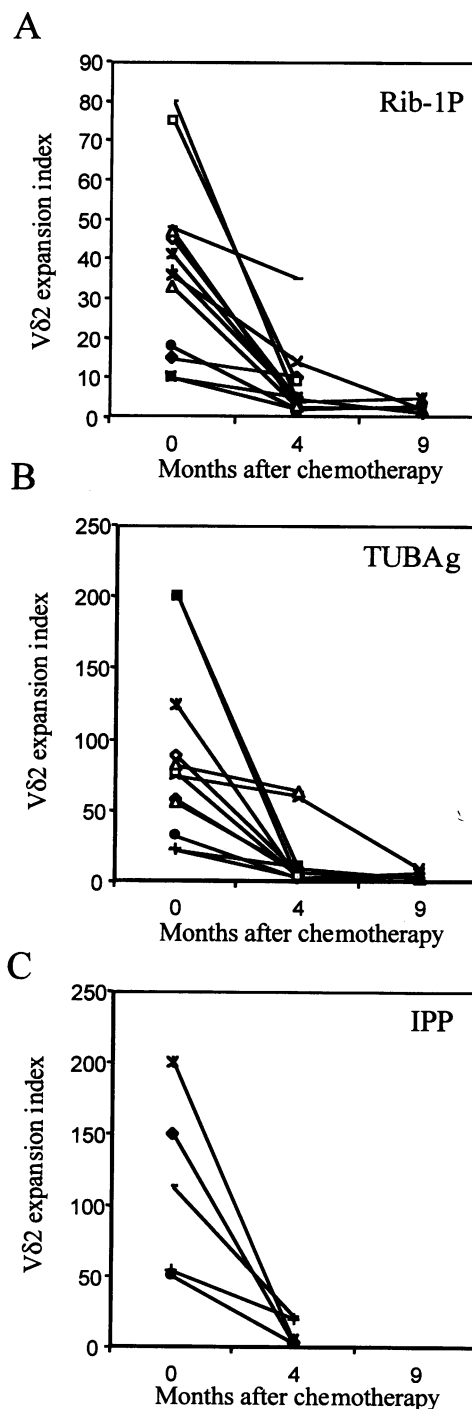 A
Rib-1P
Vδ2 expansion index
90
80
70
60
50
40
30
20
10
0
0 4 9
Months after chemotherapy
B
TUBAg
Vδ2 expansion index
250
200
150
100
50
0
0 4 9
Months after chemotherapy
C
IPP
Vδ2 expansion index
250
200
150
100
50
0
0 4 9
Months after chemotherapy